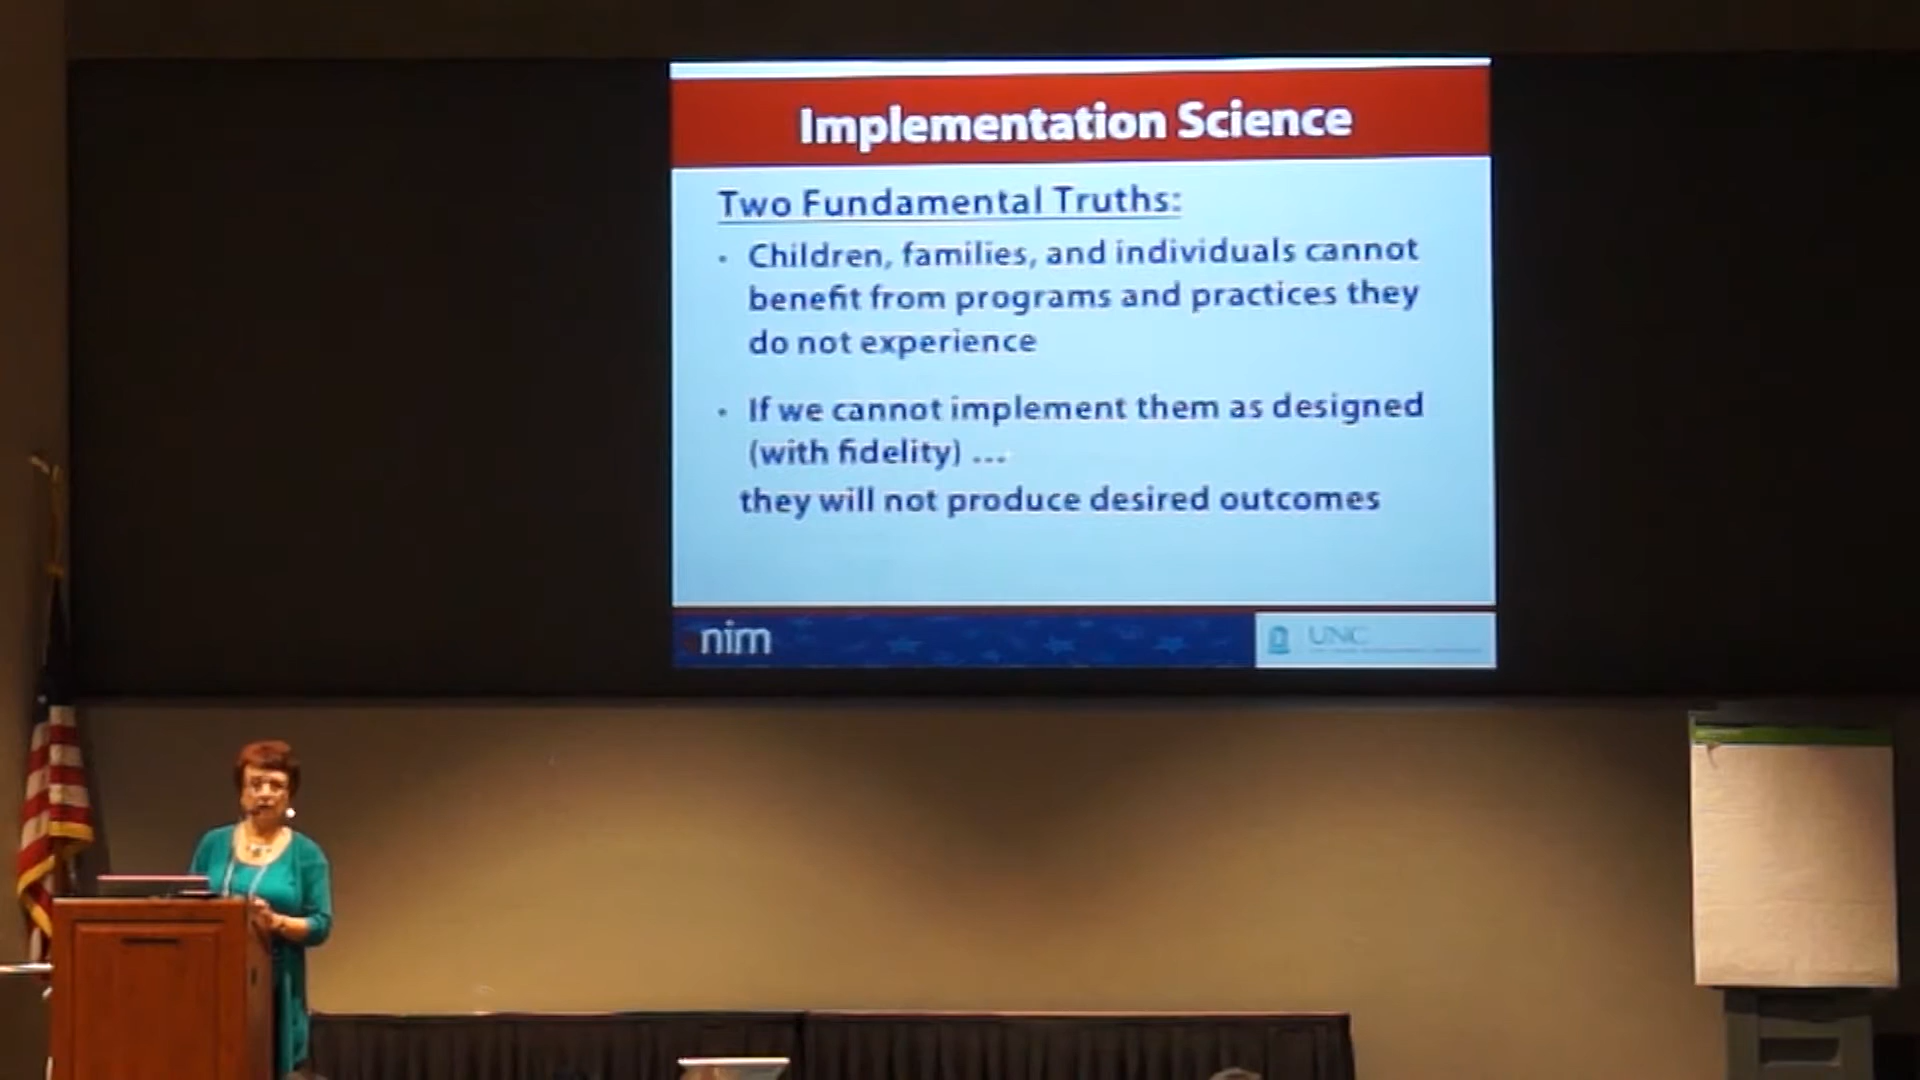 Implementation Science
Two Fundamental Truths:
• Children, families, and individuals cannot
benefit from programs and practices they
do not experience
• If we cannot implement them as designed
(with fidelity) ...
they will not produce desired outcomes
nim
UNC